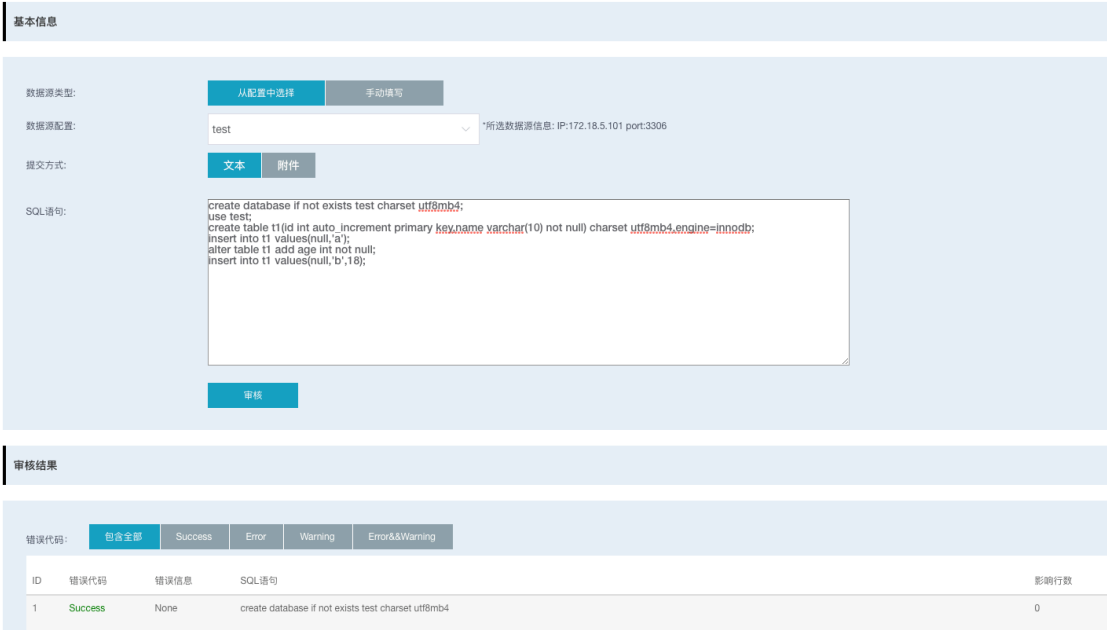 基本信息
数据源类型: 从配置中选择 手动填写
数据源配置: test *所选数据源信息: IP:172.18.5.101 port:3306
提交方式: 文本 附件
SQL语句:
create database if not exists test charset utf8mb4;
use test;
create table t1(id int auto_increment primary key,name varchar(10) not null) charset utf8mb4,engine=innodb;
insert into t1 values(null,'a');
alter table t1 add age int not null;
insert into t1 values(null,'b',18);
审核
审核结果
错误代码: 包含全部 Success Error Warning Error&&Warning
ID 错误代码 错误信息 SQL语句 影响行数
1 Success None create database if not exists test charset utf8mb4 0